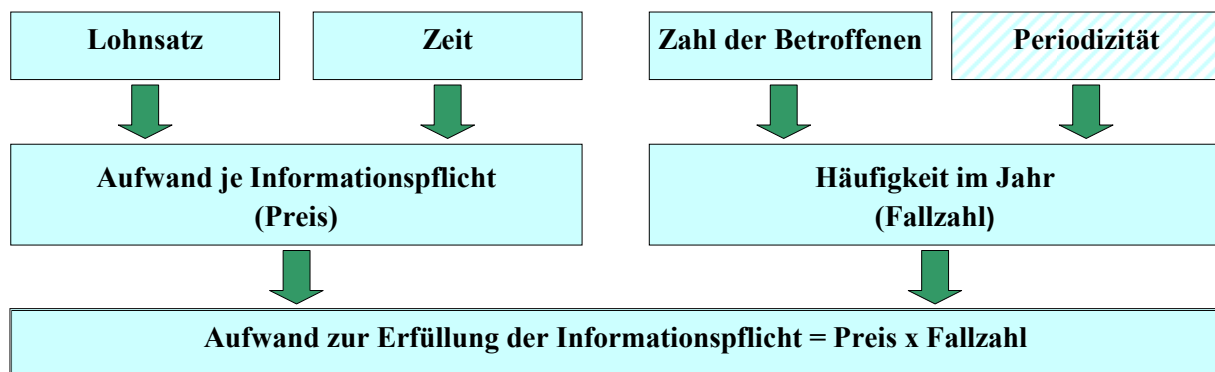 Lohnsatz
Zeit
Zahl der Betroffenen
Periodizität
Aufwand je Informationspflicht
(Preis)
Häufigkeit im Jahr
(Fallzahl)
Aufwand zur Erfüllung der Informationspflicht = Preis x Fallzahl